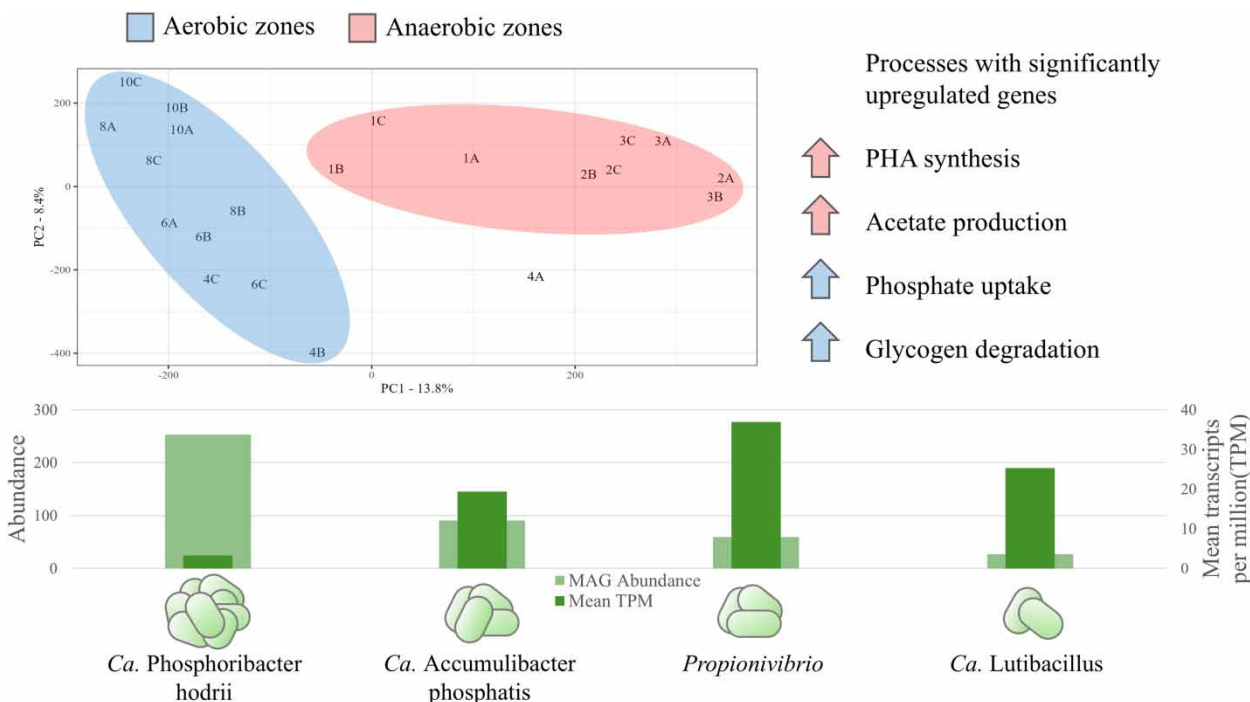 Aerobic zones
Anaerobic zones
Processes with significantly
upregulated genes
PHA synthesis
Acetate production
Phosphate uptake
Glycogen degradation
PC2 - 8.4%
200
0
-200
-400
10C
10B
8A
10A
8C
8B
6A
6B
4C
6C
4B
1C
1B
1A
3C
3A
2B
2C
2A
3B
4A
-200
0
200
PC1 - 13.8%
Abundance
300
200
100
0
40
30
20
10
0
Mean transcripts
per million(TPM)
MAG Abundance
Mean TPM
Ca. Phosphoribacter
hodrii
Ca. Accumulibacter
phosphatis
Propionivibrio
Ca. Lutibacillus